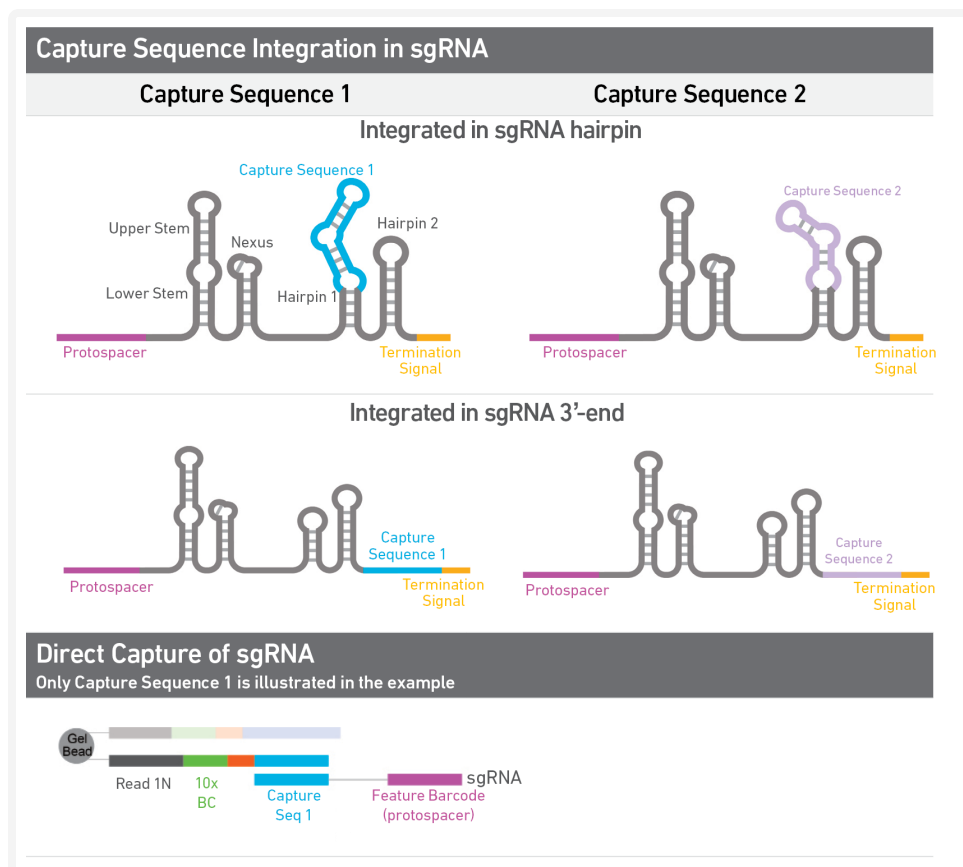 Capture Sequence Integration in sgRNA
Capture Sequence 1
Capture Sequence 2
Integrated in sgRNA hairpin
Capture Sequence 1
Upper Stem
Nexus
Hairpin 2
Lower Stem
Hairpin 1
Protospacer
Termination
Signal
Capture Sequence 2
Protospacer
Termination
Signal
Integrated in sgRNA 3’-end
Capture
Sequence 1
Protospacer
Termination
Signal
Capture
Sequence 2
Protospacer
Termination
Signal
Direct Capture of sgRNA
Only Capture Sequence 1 is illustrated in the example
Gel
Bead
Read 1N
10x
BC
Capture
Seq 1
Feature Barcode
(protospacer)
sgRNA